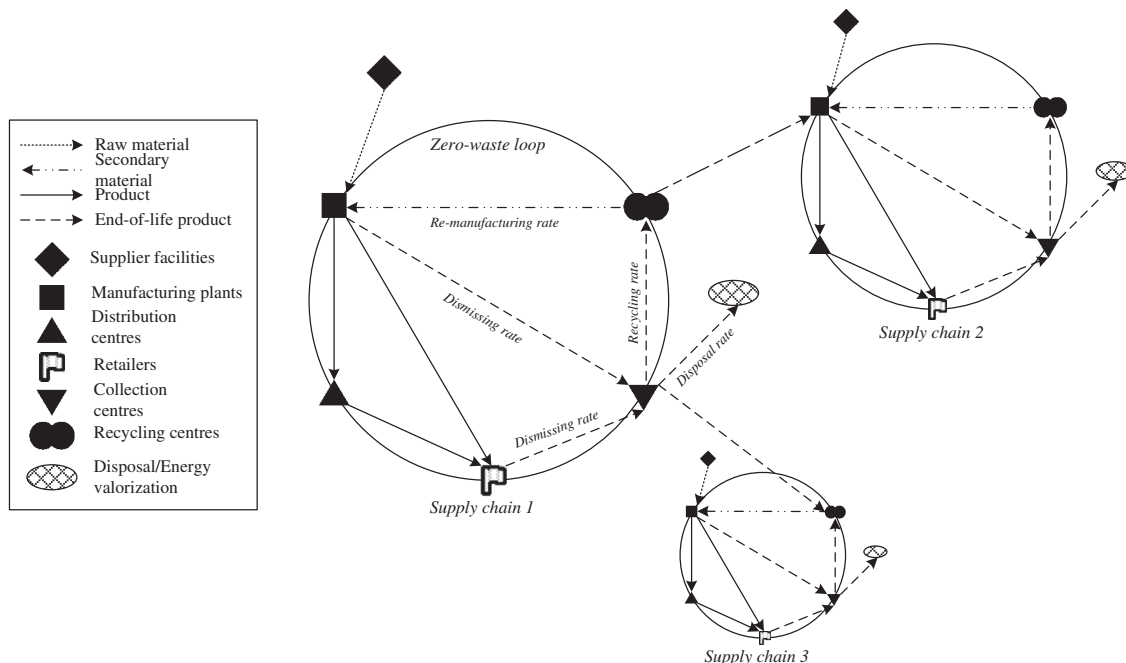 Raw material
Secondary
material
Product
End-of-life product
Supplier facilities
Manufacturing plants
Distribution
centres
Retailers
Collection
centres
Recycling centres
Disposal/Energy
valorization
Zero-waste loop
Re-manufacturing rate
Dismissing rate
Recycling rate
Disposal rate
Dismissing rate
Supply chain 1
Supply chain 2
Supply chain 3